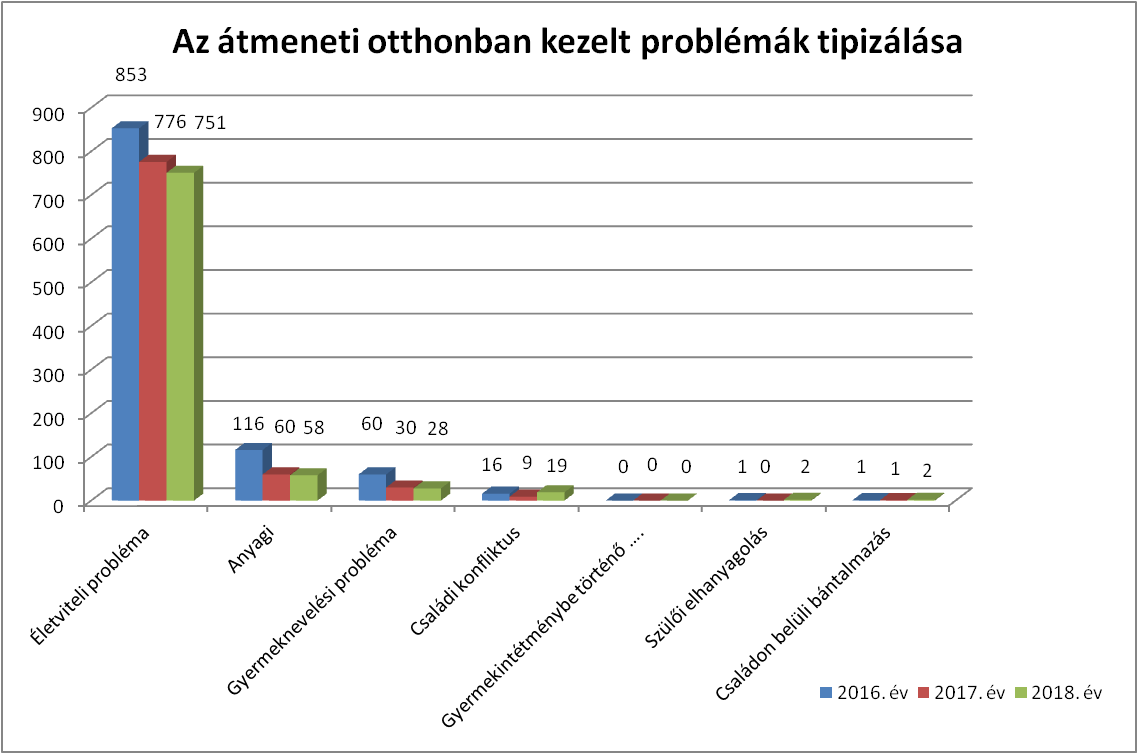 Az átmeneti otthonban kezelt problémák tipizálása
853
776
751
116
60
58
60
30
28
16
9
19
0
0
0
1
0
2
1
1
2
900
800
700
600
500
400
300
200
100
0
Életviteli probléma
Anyagi
Gyermeknevelési probléma
Családi konfliktus
Gyermekintétménybe történő ….
Szülői elhanyagolás
Családon belüli bántalmazás
2016. év
2017. év
2018. év